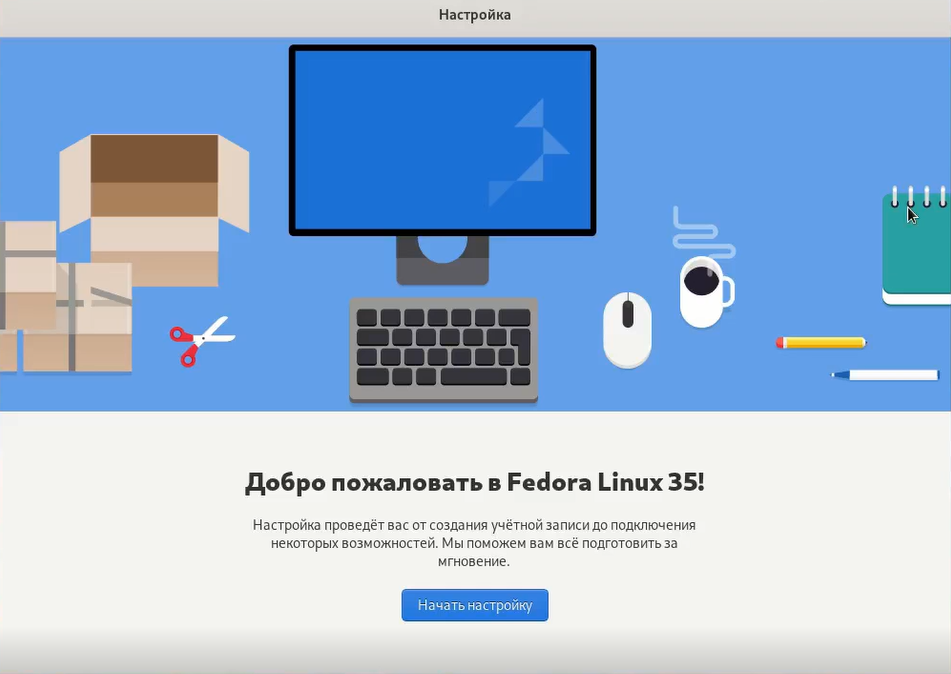 Настройка
Добро пожаловать в Fedora Linux 35!
Настройка проведёт вас от создания учётной записи до подключения
некоторых возможностей. Мы поможем вам всё подготовить за
мгновение.
Начать настройку